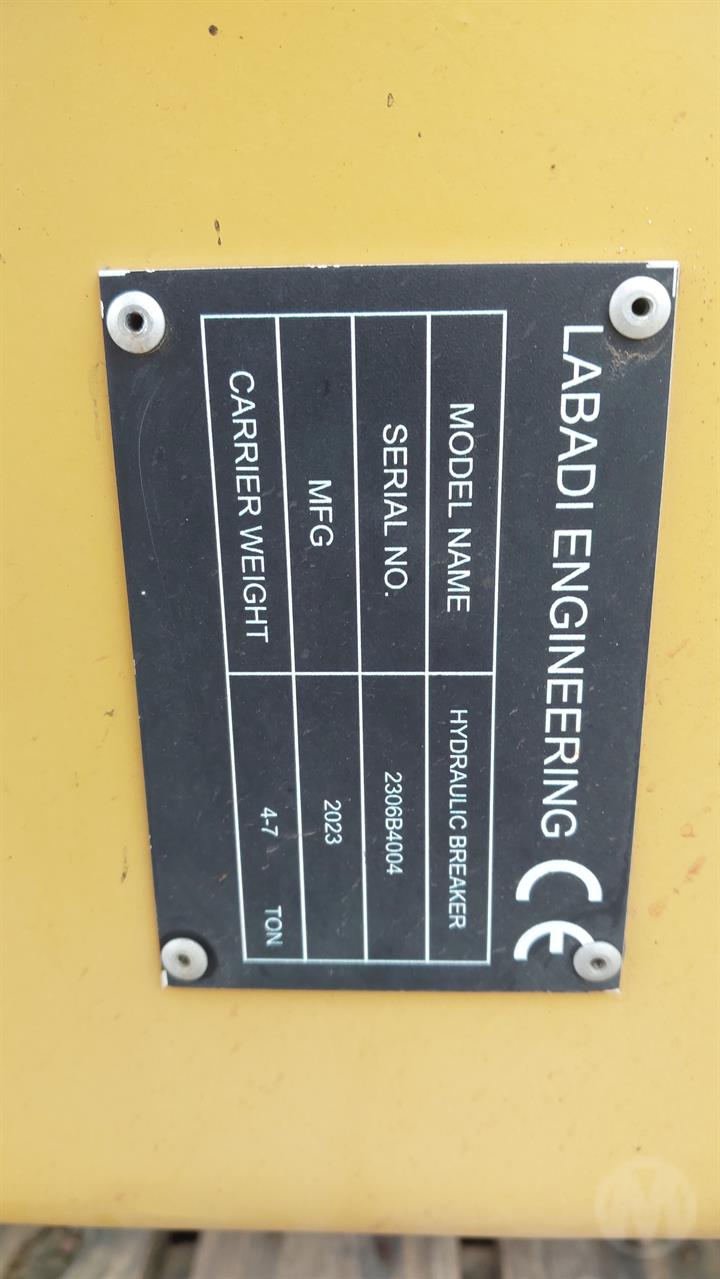 LABADI ENGINEERING CE
MODEL NAME HYDRAULIC BREAKER
SERIAL NO. 2306B4004
MFG 2023
CARRIER WEIGHT 4-7 TON
M